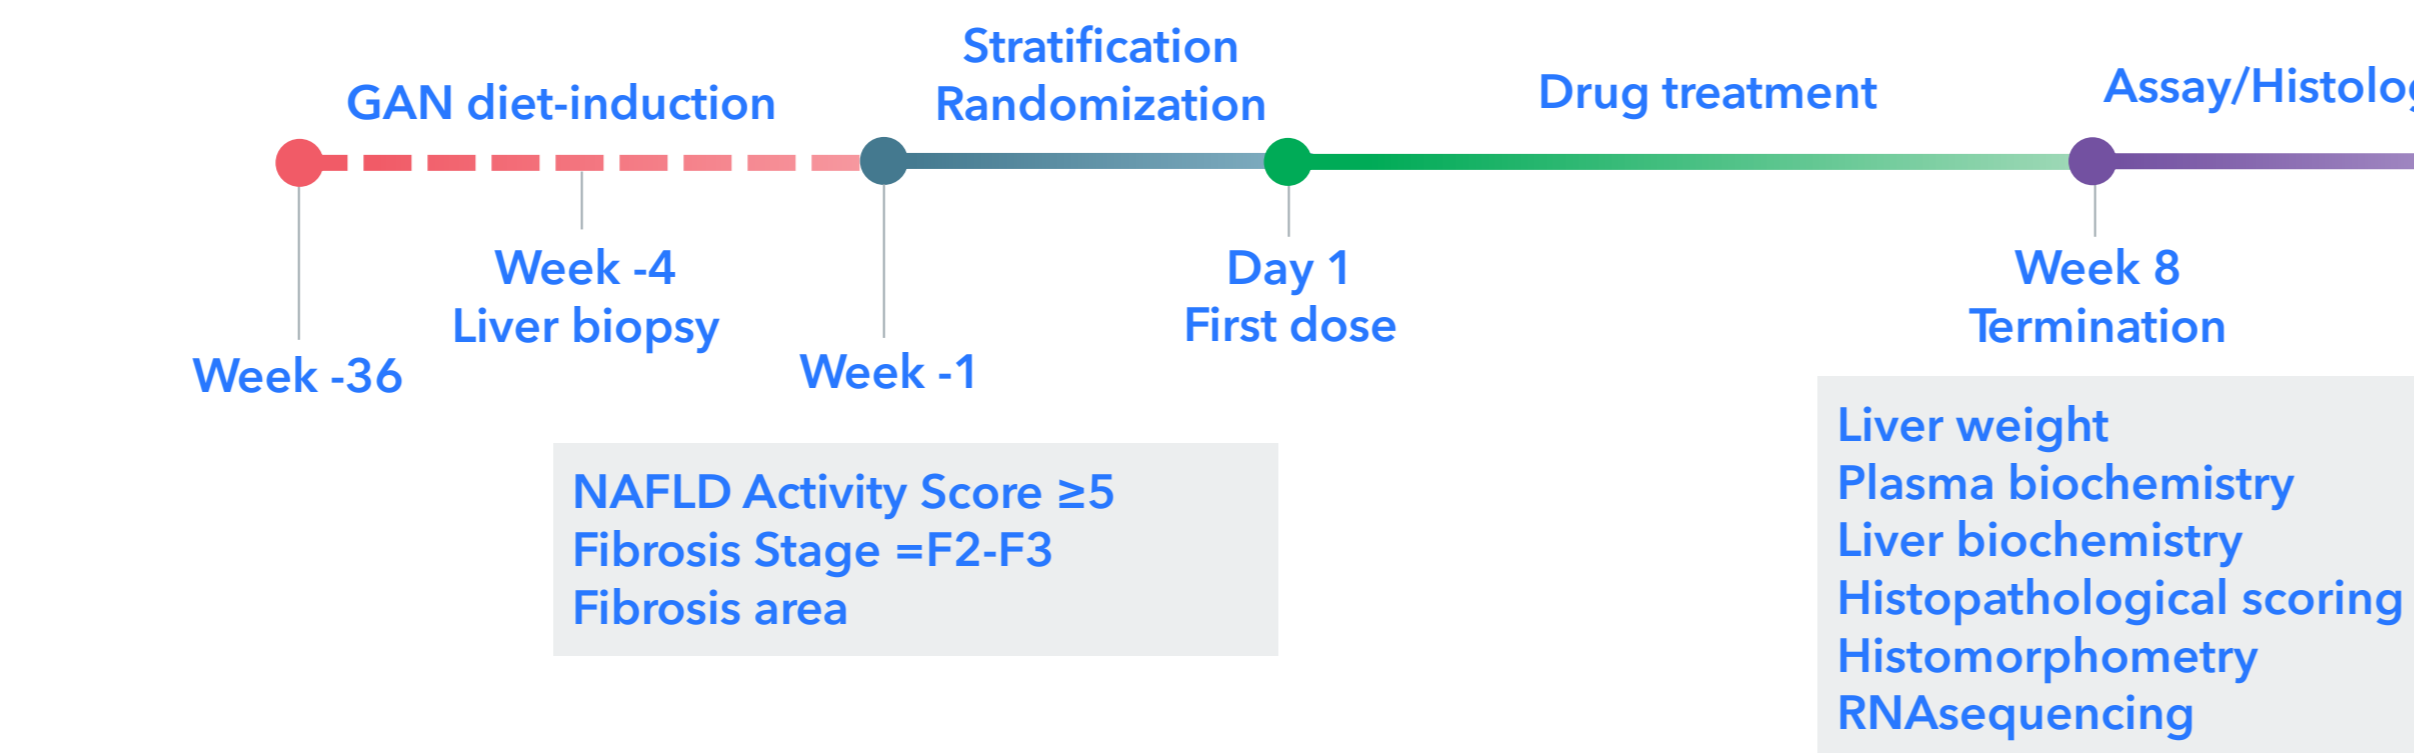 GAN diet-induction
Stratification
Randomization
Drug treatment
Assay/Histolog
Week -36
Week -4
Liver biopsy
Week -1
Day 1
First dose
Week 8
Termination
NAFLD Activity Score ≥5
Fibrosis Stage =F2-F3
Fibrosis area
Liver weight
Plasma biochemistry
Liver biochemistry
Histopathological scoring
Histomorphometry
RNAsequencing